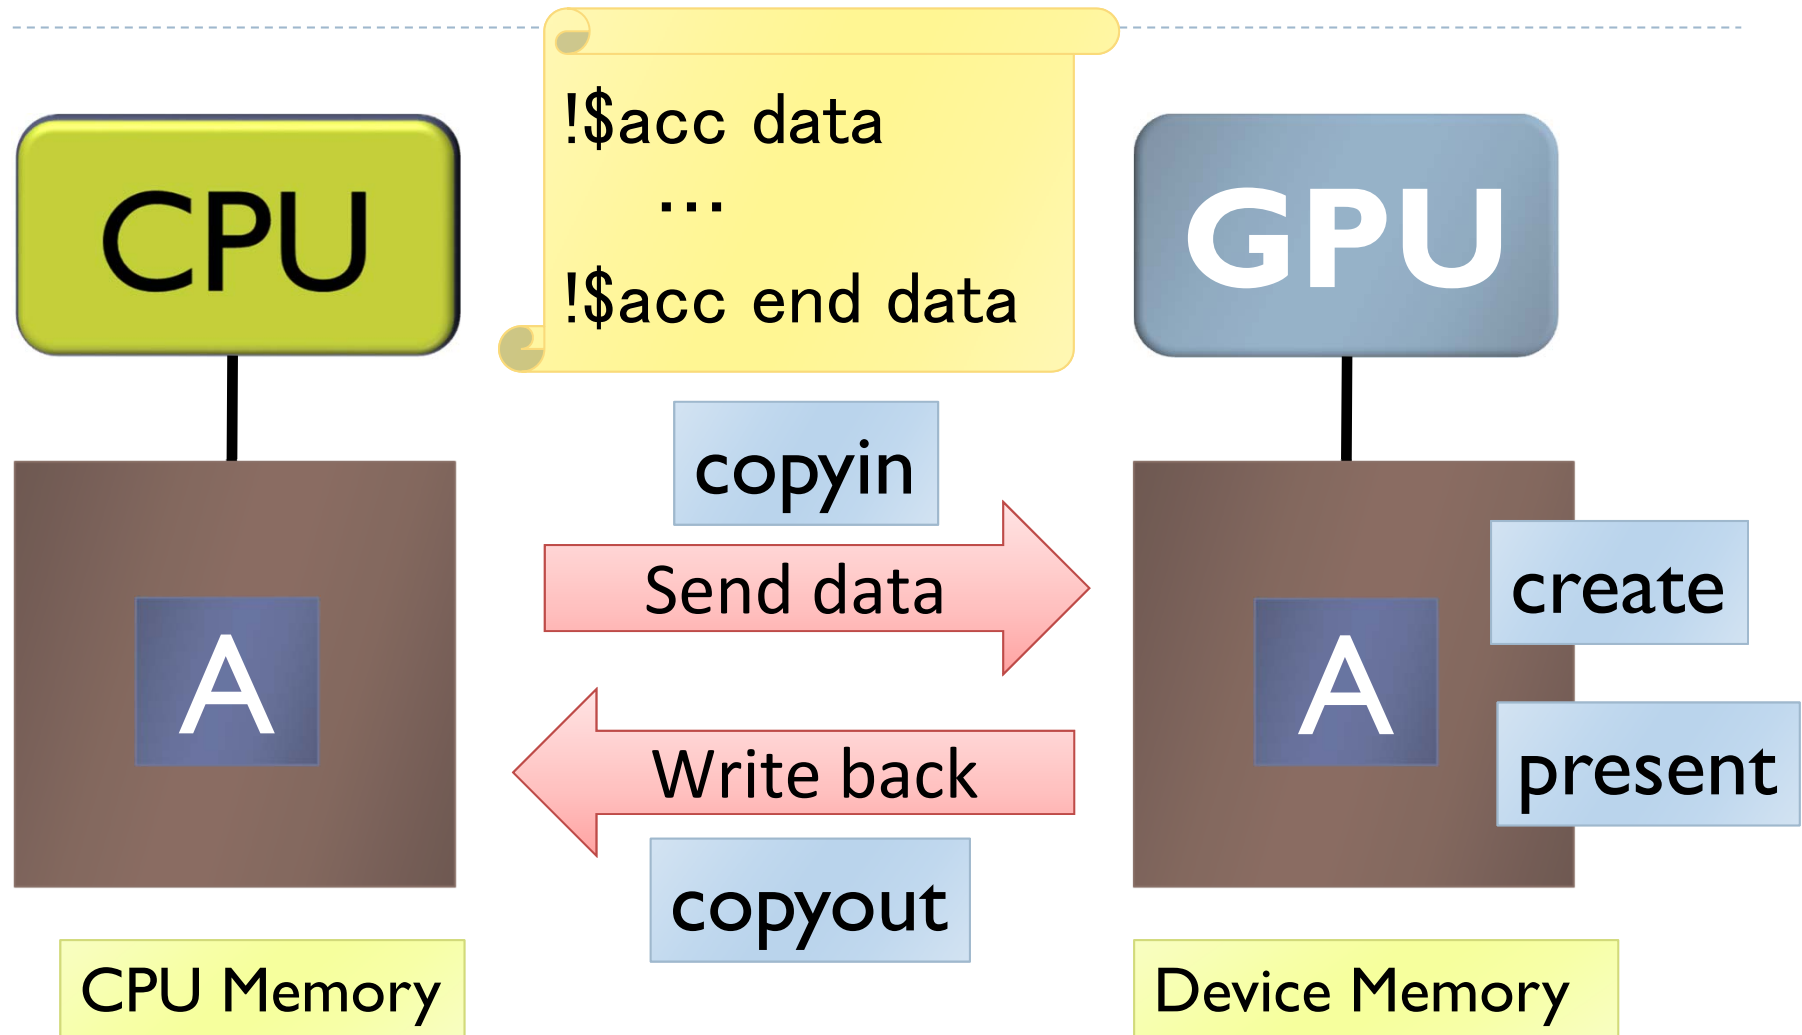 !$acc data
...
!$acc end data
CPU
GPU
copyin
Send data
create
A
A
present
Write back
copyout
CPU Memory
Device Memory